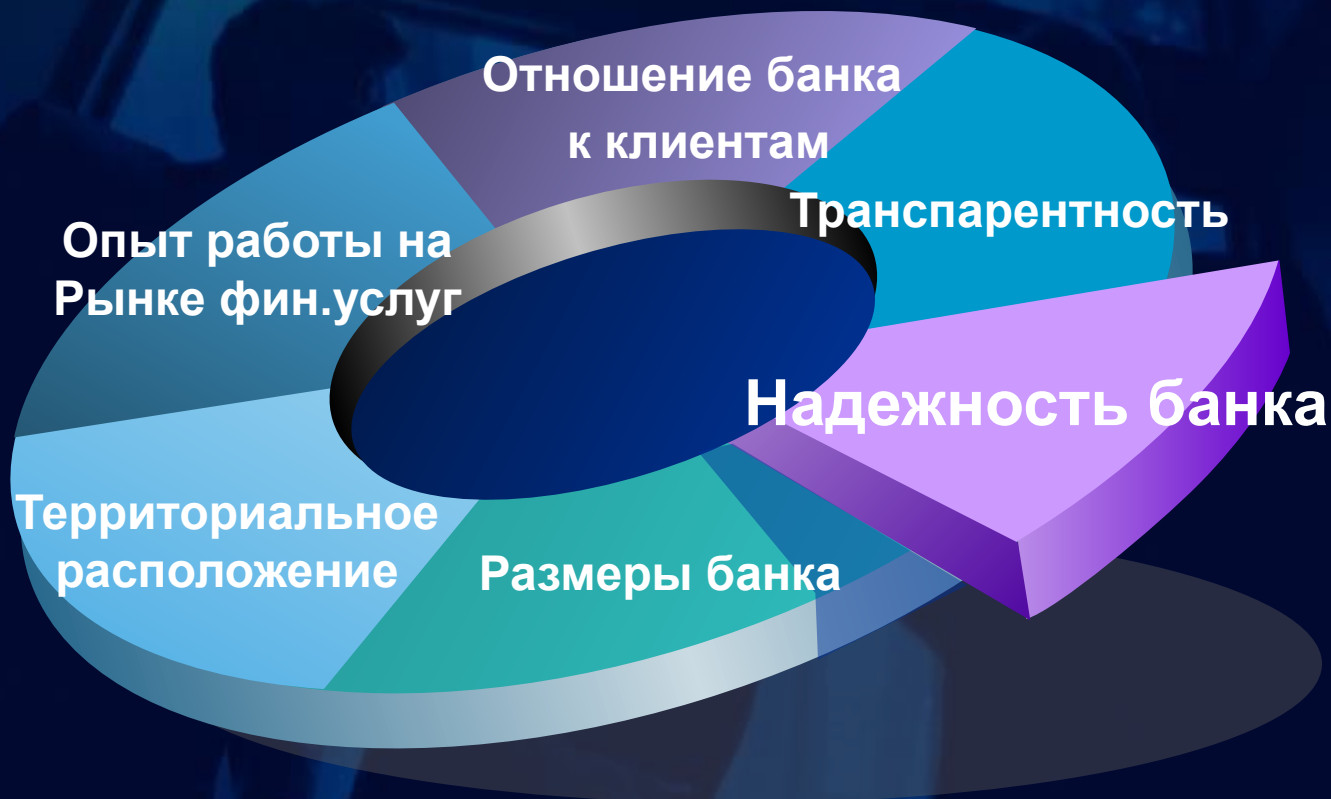 Отношение банка
к клиентам
Транспарентность
Опыт работы на
Рынке фин.услуг
Надежность банка
Территориальное
расположение
Размеры банка